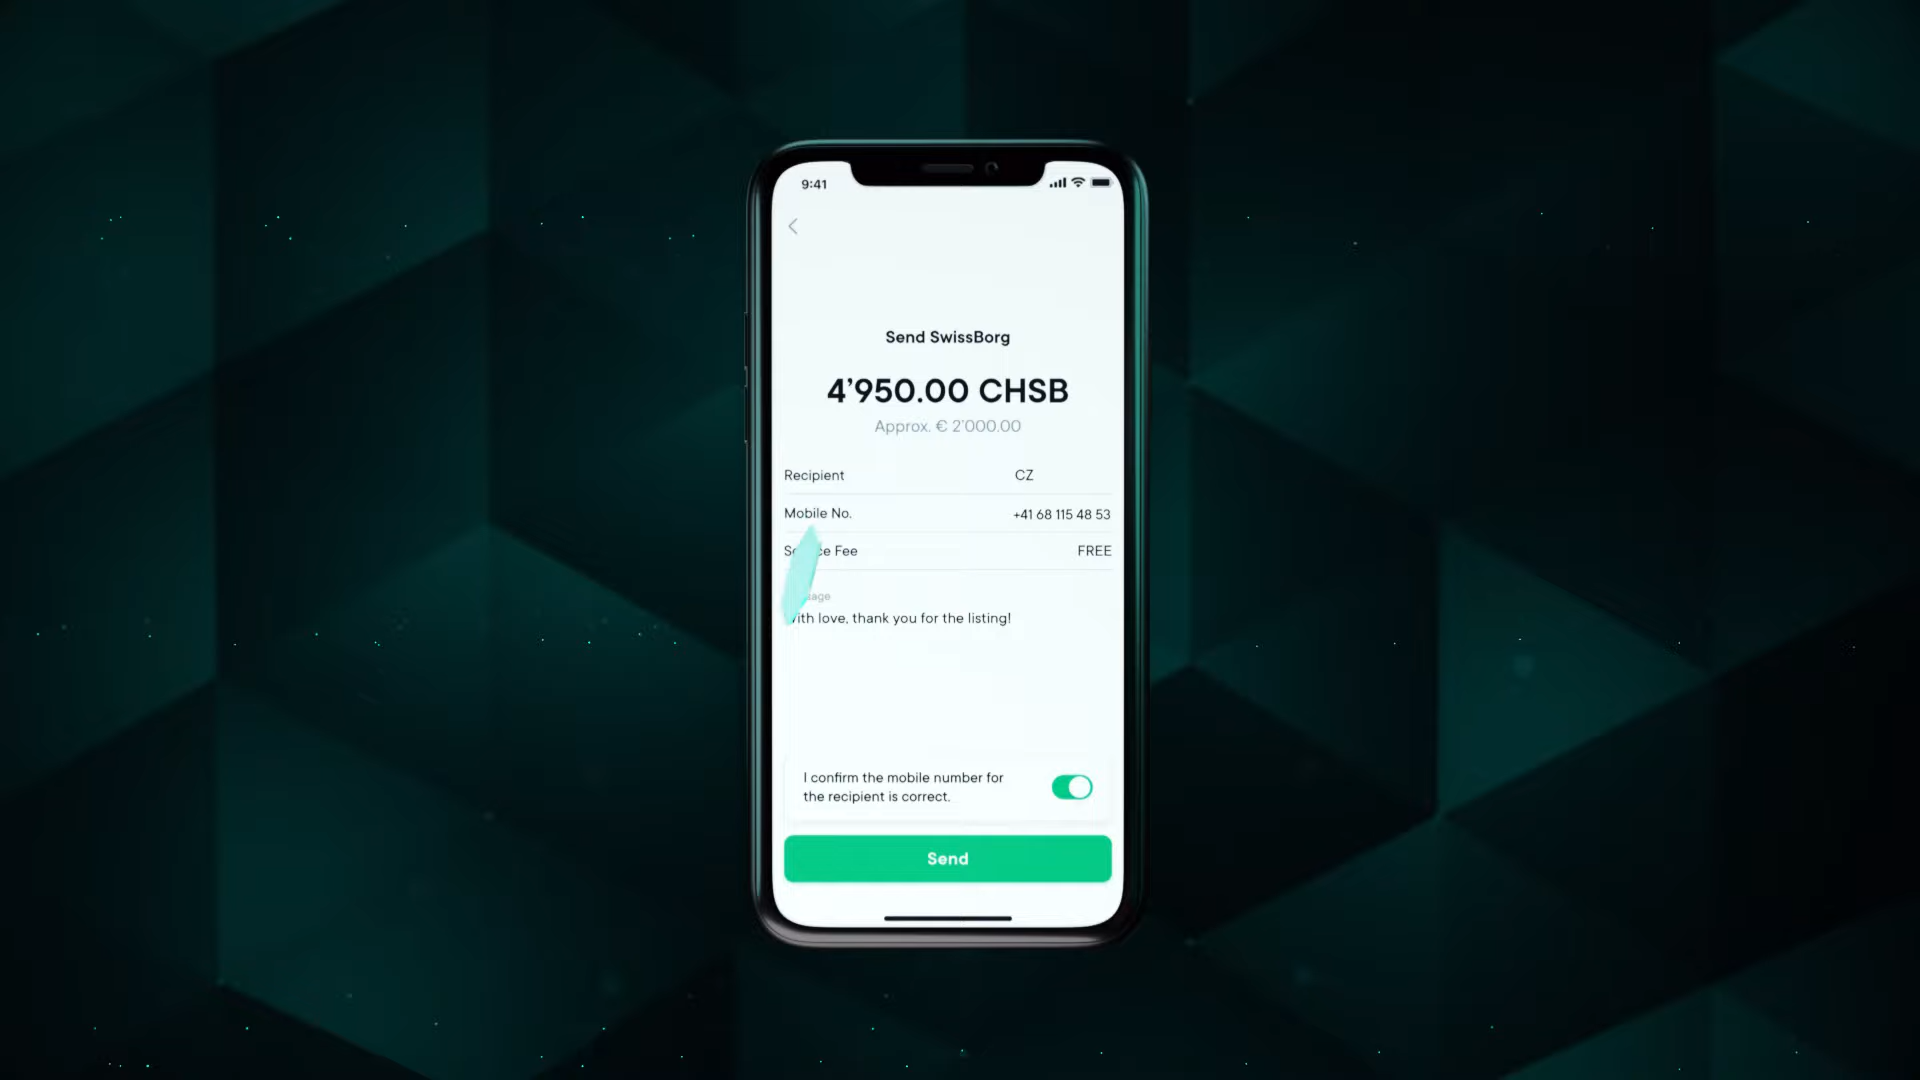 9:41
Send SwissBorg
4’950.00 CHSB
Approx. € 2’000.00
Recipient CZ
Mobile No. +41 68 115 48 53
Fee FREE
With love, thank you for the listing!
I confirm the mobile number for
the recipient is correct.
Send